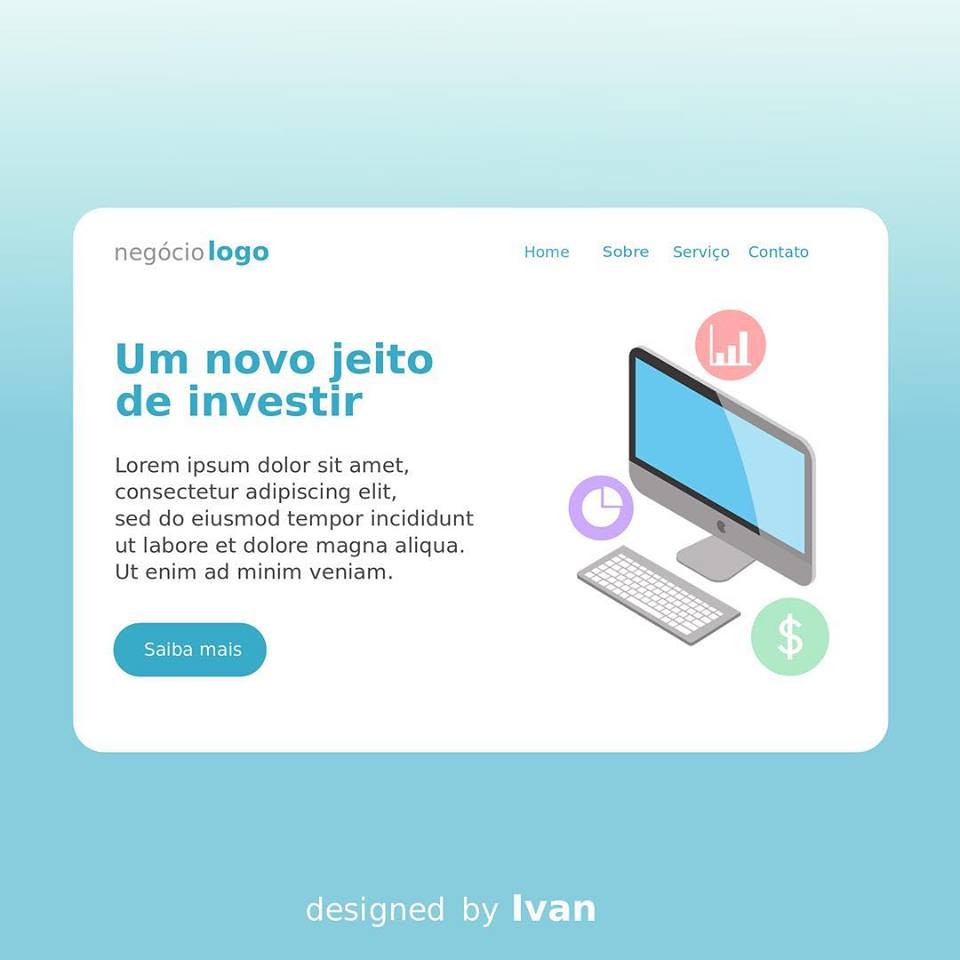 negócio logo
Home Sobre Serviço Contato
Um novo jeito
de investir
Lorem ipsum dolor sit amet,
consectetur adipiscing elit,
sed do eiusmod tempor incididunt
ut labore et dolore magna aliqua.
Ut enim ad minim veniam.
$
Saiba mais
designed by Ivan